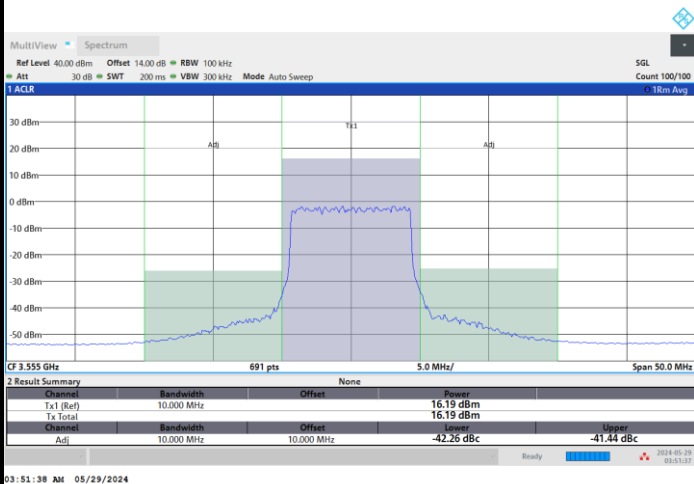 MultiView Spectrum
Ref Level 40.00 dBm Offset 14.00 dB RBW 100 kHz SGL
Att 30 dB SWT 200 ms VBW 300 kHz Mode Auto Sweep Count 100/100
1 ACLR 1Rm Avg
30 dBm
Tx1
20 dBm
Adj Adj
10 dBm
0 dBm
-10 dBm
-20 dBm
-30 dBm
-40 dBm
-50 dBm
CF 3.555 GHz 691 pts 5.0 MHz/ Span 50.0 MHz
2 Result Summary None
Channel Bandwidth Offset Power
Tx1 (Ref) 10.000 MHz 16.19 dBm
Tx Total 16.19 dBm
Channel Bandwidth Offset Lower Upper
Adj 10.000 MHz 10.000 MHz -42.26 dBc -41.44 dBc
Ready 2024-05-29
03:51:37
03:51:38 AM 05/29/2024